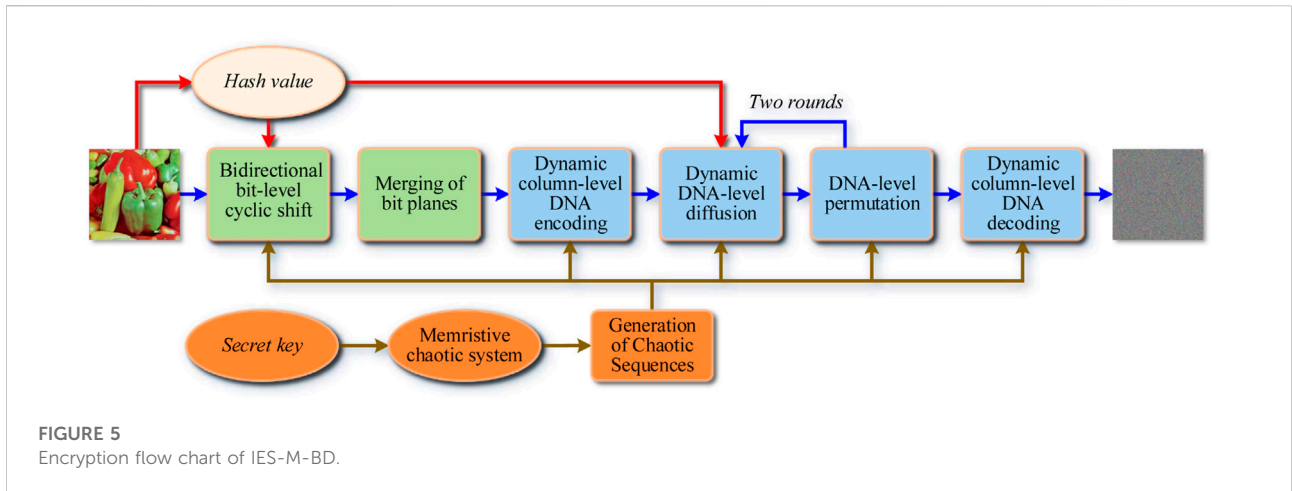 Hash value
Two rounds
Bidirectional
bit-level
cyclic shift
Merging of
bit planes
Dynamic
column-level
DNA
encoding
Dynamic
DNA-level
diffusion
DNA-level
permutation
Dynamic
column-level
DNA
decoding
Secret key
Memristive
chaotic system
Generation
of Chaotic
Sequences
FIGURE 5
Encryption flow chart of IES-M-BD.